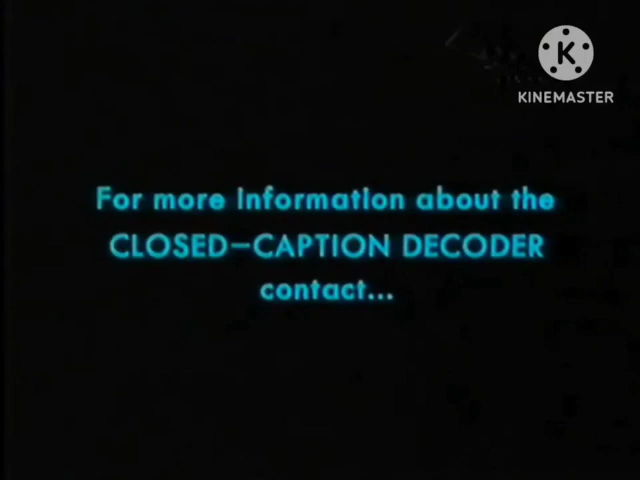 K
KINEMASTER
For more information about the
CLOSED-CAPTION DECODER
contact...